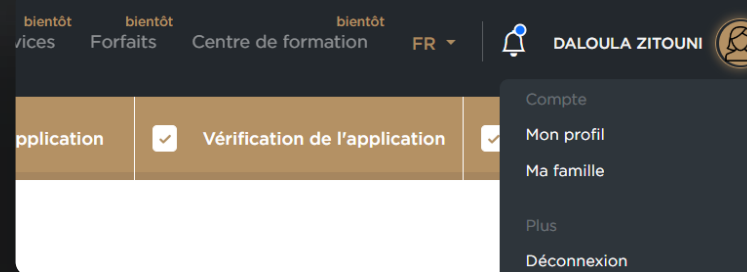 bientôt bientôt bientôt
vices Forfaits Centre de formation FR DALOULA ZITOUNI
Compte
pplication Vérification de l'application Mon profil
Ma famille
Plus
Déconnexion